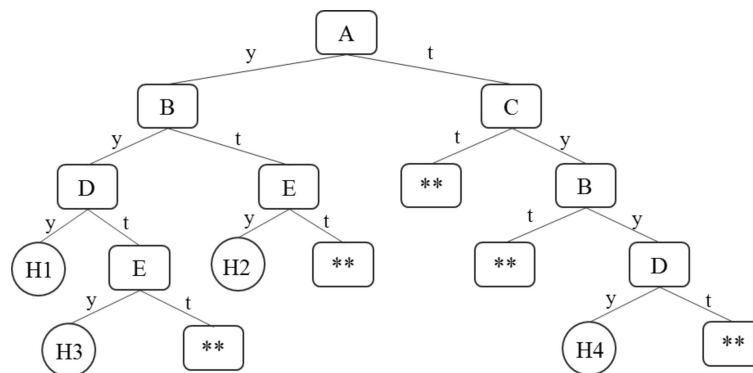 A
y t
B C
y t t y
D E ** B
y t y t t y
H1 E H2 ** ** D
y t y t
H3 ** H4 **